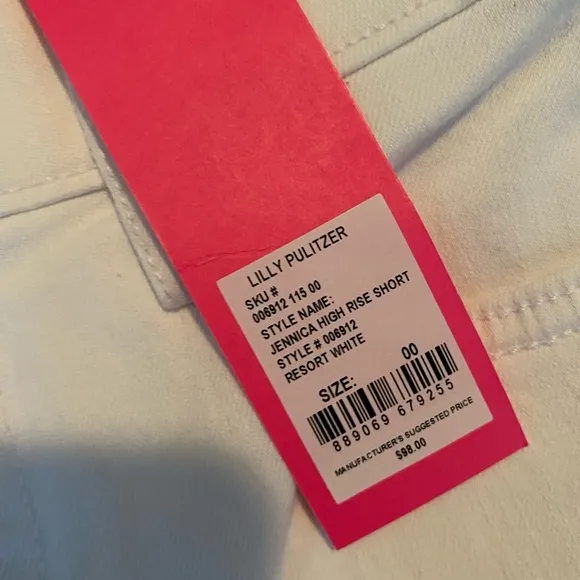 LILLY PULITZER
SKU #
006912 115 00
STYLE NAME:
JENNICA HIGH RISE SHORT
STYLE # 006912
RESORT WHITE
SIZE: 00
889069 679255
MANUFACTURER'S SUGGESTED PRICE
$98.00